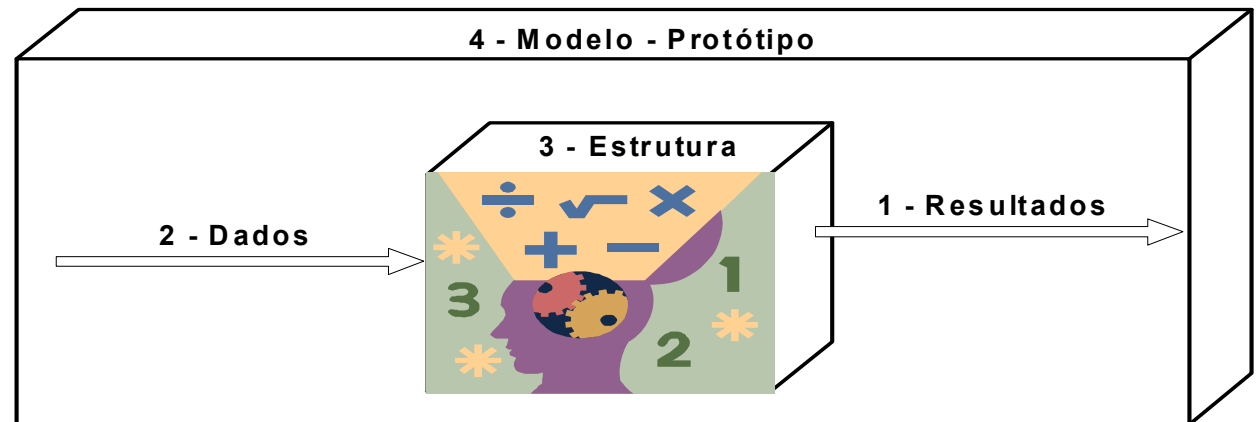 4 - Modelo - Protótipo
3 - Estrutura
2 - Dados
1 - Resultados
÷ √ ×
+ −
3
1
2